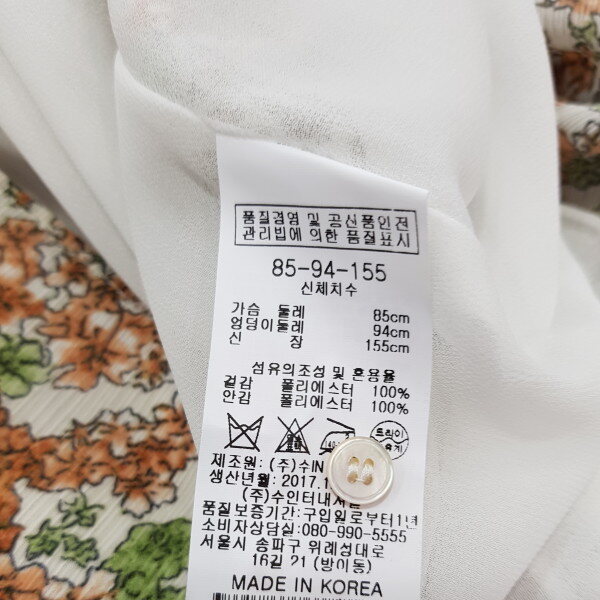 품질경영 및 공산품안전
관리법에 의한 품질표시
85-94-155
신체치수
가슴 둘레 85cm
엉덩이둘레 94cm
신 장 155cm
섬유의조성 및 혼용율
겉감 폴리에스터 100%
안감 폴리에스터 100%
드라이
제조원: (주)수IN
생산년월: 2017.1
(주)수인터내셔널
품질보증기간: 구입일로부터1년
소비자상담실: 080-990-5555
서울시 송파구 위례성대로
16길 21 (방이동)
MADE IN KOREA